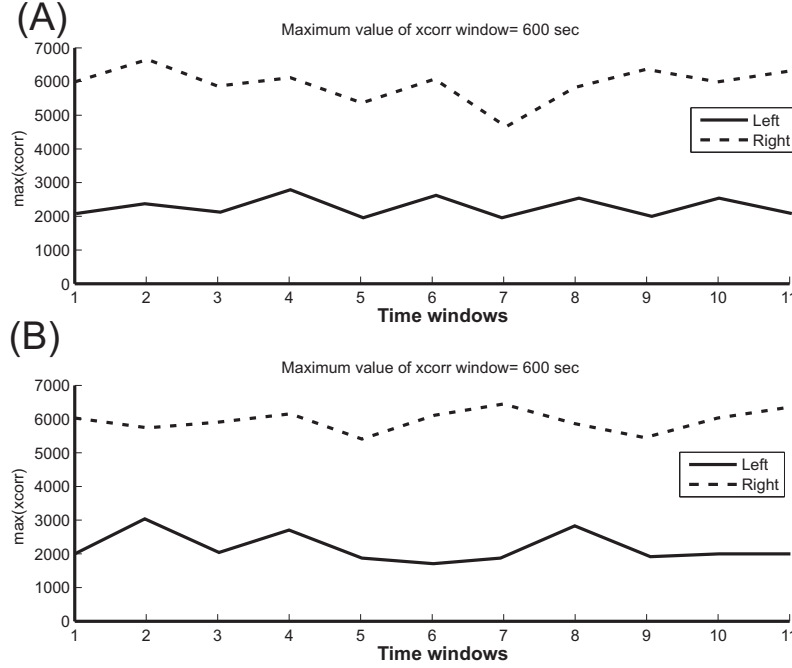 (A)
Maximum value of xcorr window= 600 sec
7000
6000
5000
4000
3000
2000
1000
0
max(xcorr)
Left
Right
1 2 3 4 5 6 7 8 9 10 11
Time windows
(B)
Maximum value of xcorr window= 600 sec
7000
6000
5000
4000
3000
2000
1000
0
max(xcorr)
Left
Right
1 2 3 4 5 6 7 8 9 10 11
Time windows